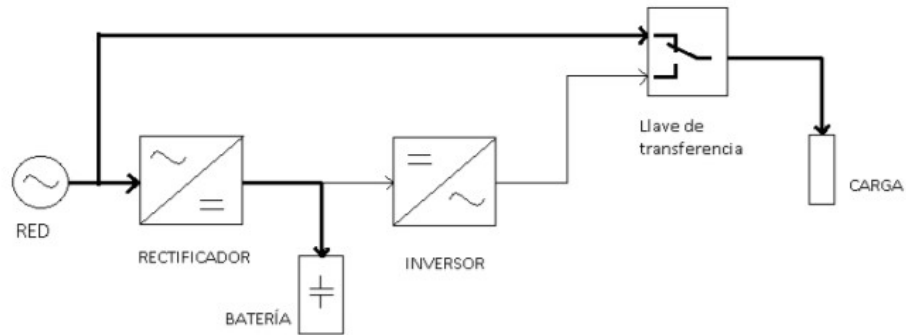 Llave de
transferencia
CARGA
RED
RECTIFICADOR
INVERSOR
BATERÍA